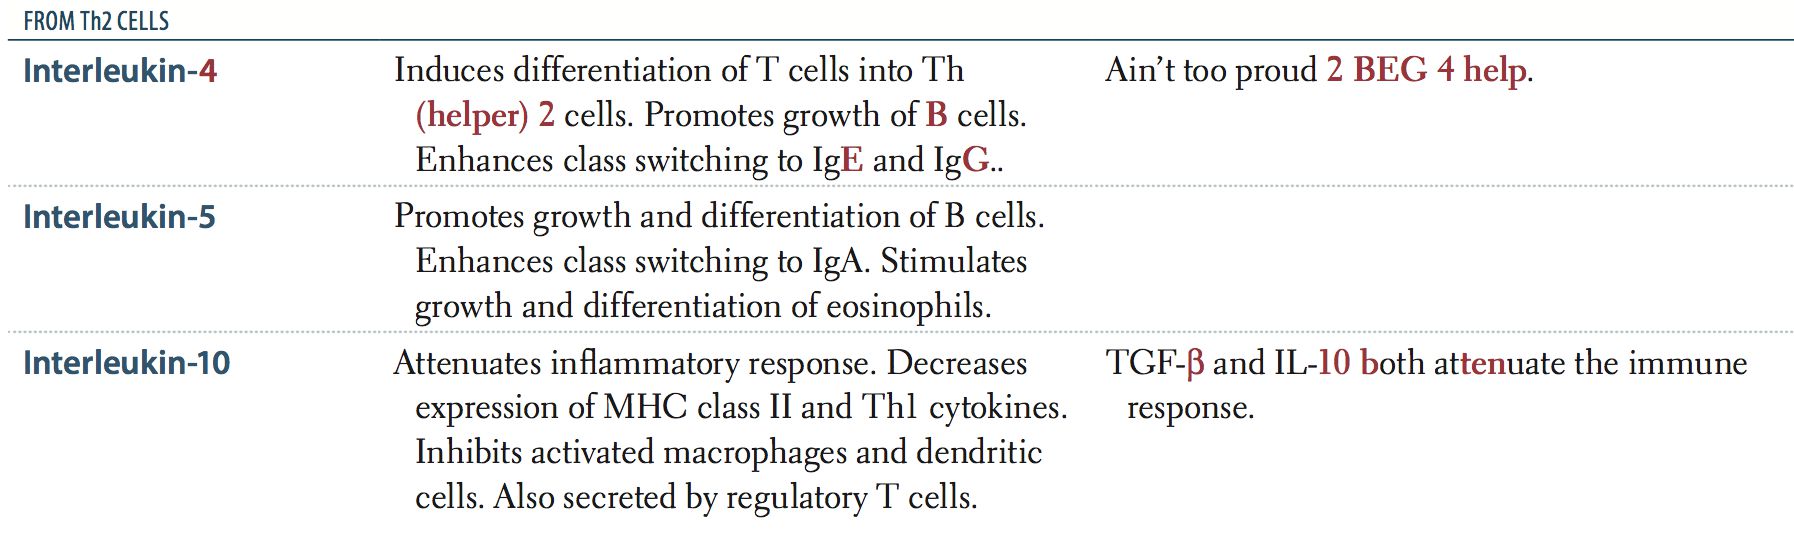 FROM Th2 CELLS
Interleukin-4
Induces differentiation of T cells into Th
(helper) 2 cells. Promotes growth of B cells.
Enhances class switching to IgE and IgG..
Ain't too proud 2 BEG 4 help.
Interleukin-5
Promotes growth and differentiation of B cells.
Enhances class switching to IgA. Stimulates
growth and differentiation of eosinophils.
Interleukin-10
Attenuates inflammatory response. Decreases
expression of MHC class II and Th1 cytokines.
Inhibits activated macrophages and dendritic
cells. Also secreted by regulatory T cells.
TGF-β and IL-10 both attenuate the immune
response.